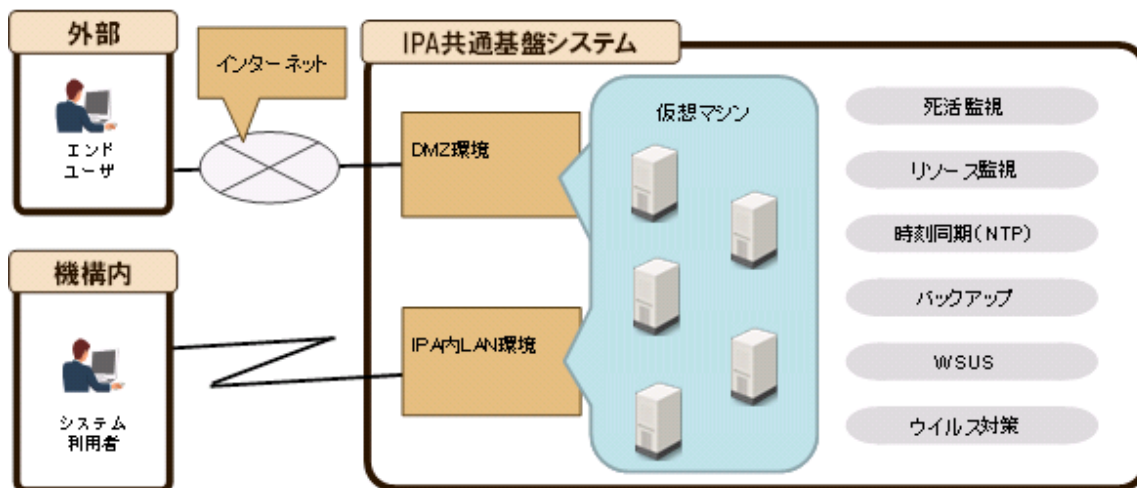 外部
エンド
ユーザ
インターネット
機構内
システム
利用者
IPA共通基盤システム
DMZ環境
IPA内LAN環境
仮想マシン
死活監視
リソース監視
時刻同期(NTP)
バックアップ
WSUS
ウイルス対策